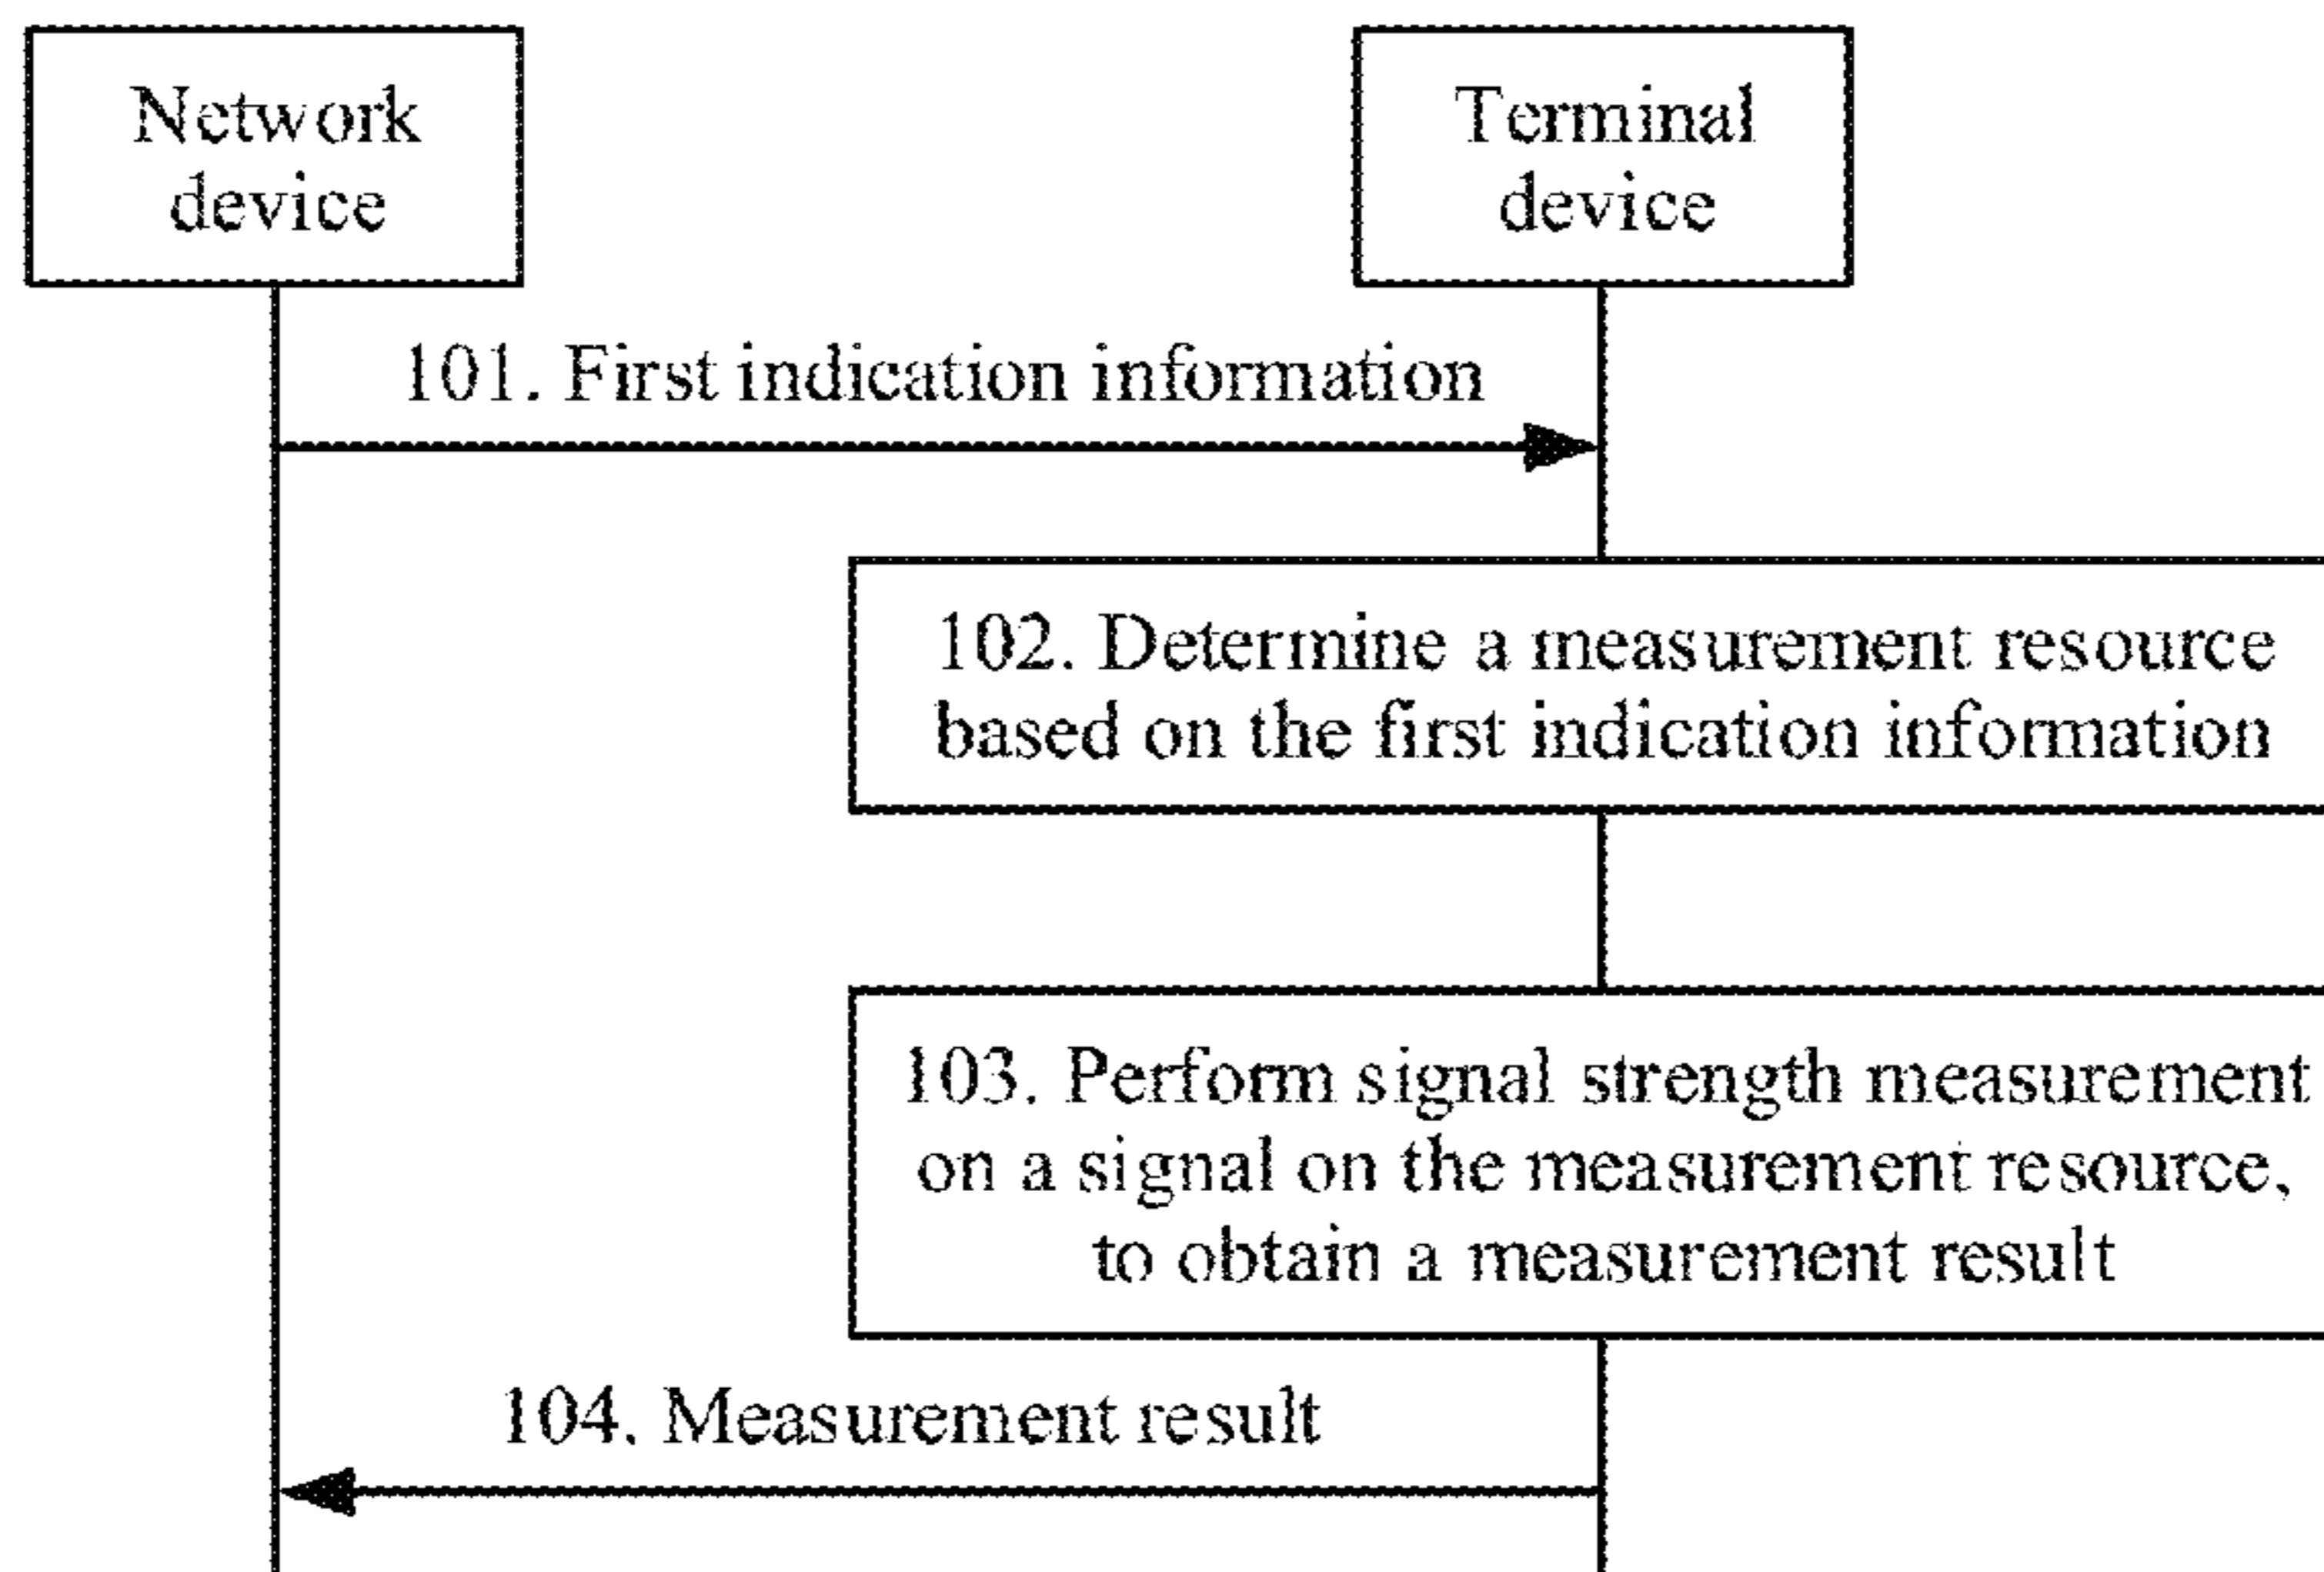 Network
device
Terminal
device
101. First indication information
102. Determine a measurement resource
based on the first indication information
103. Perform signal strength measurement
on a signal on the measurement resource,
to obtain a measurement result
104. Measurement result